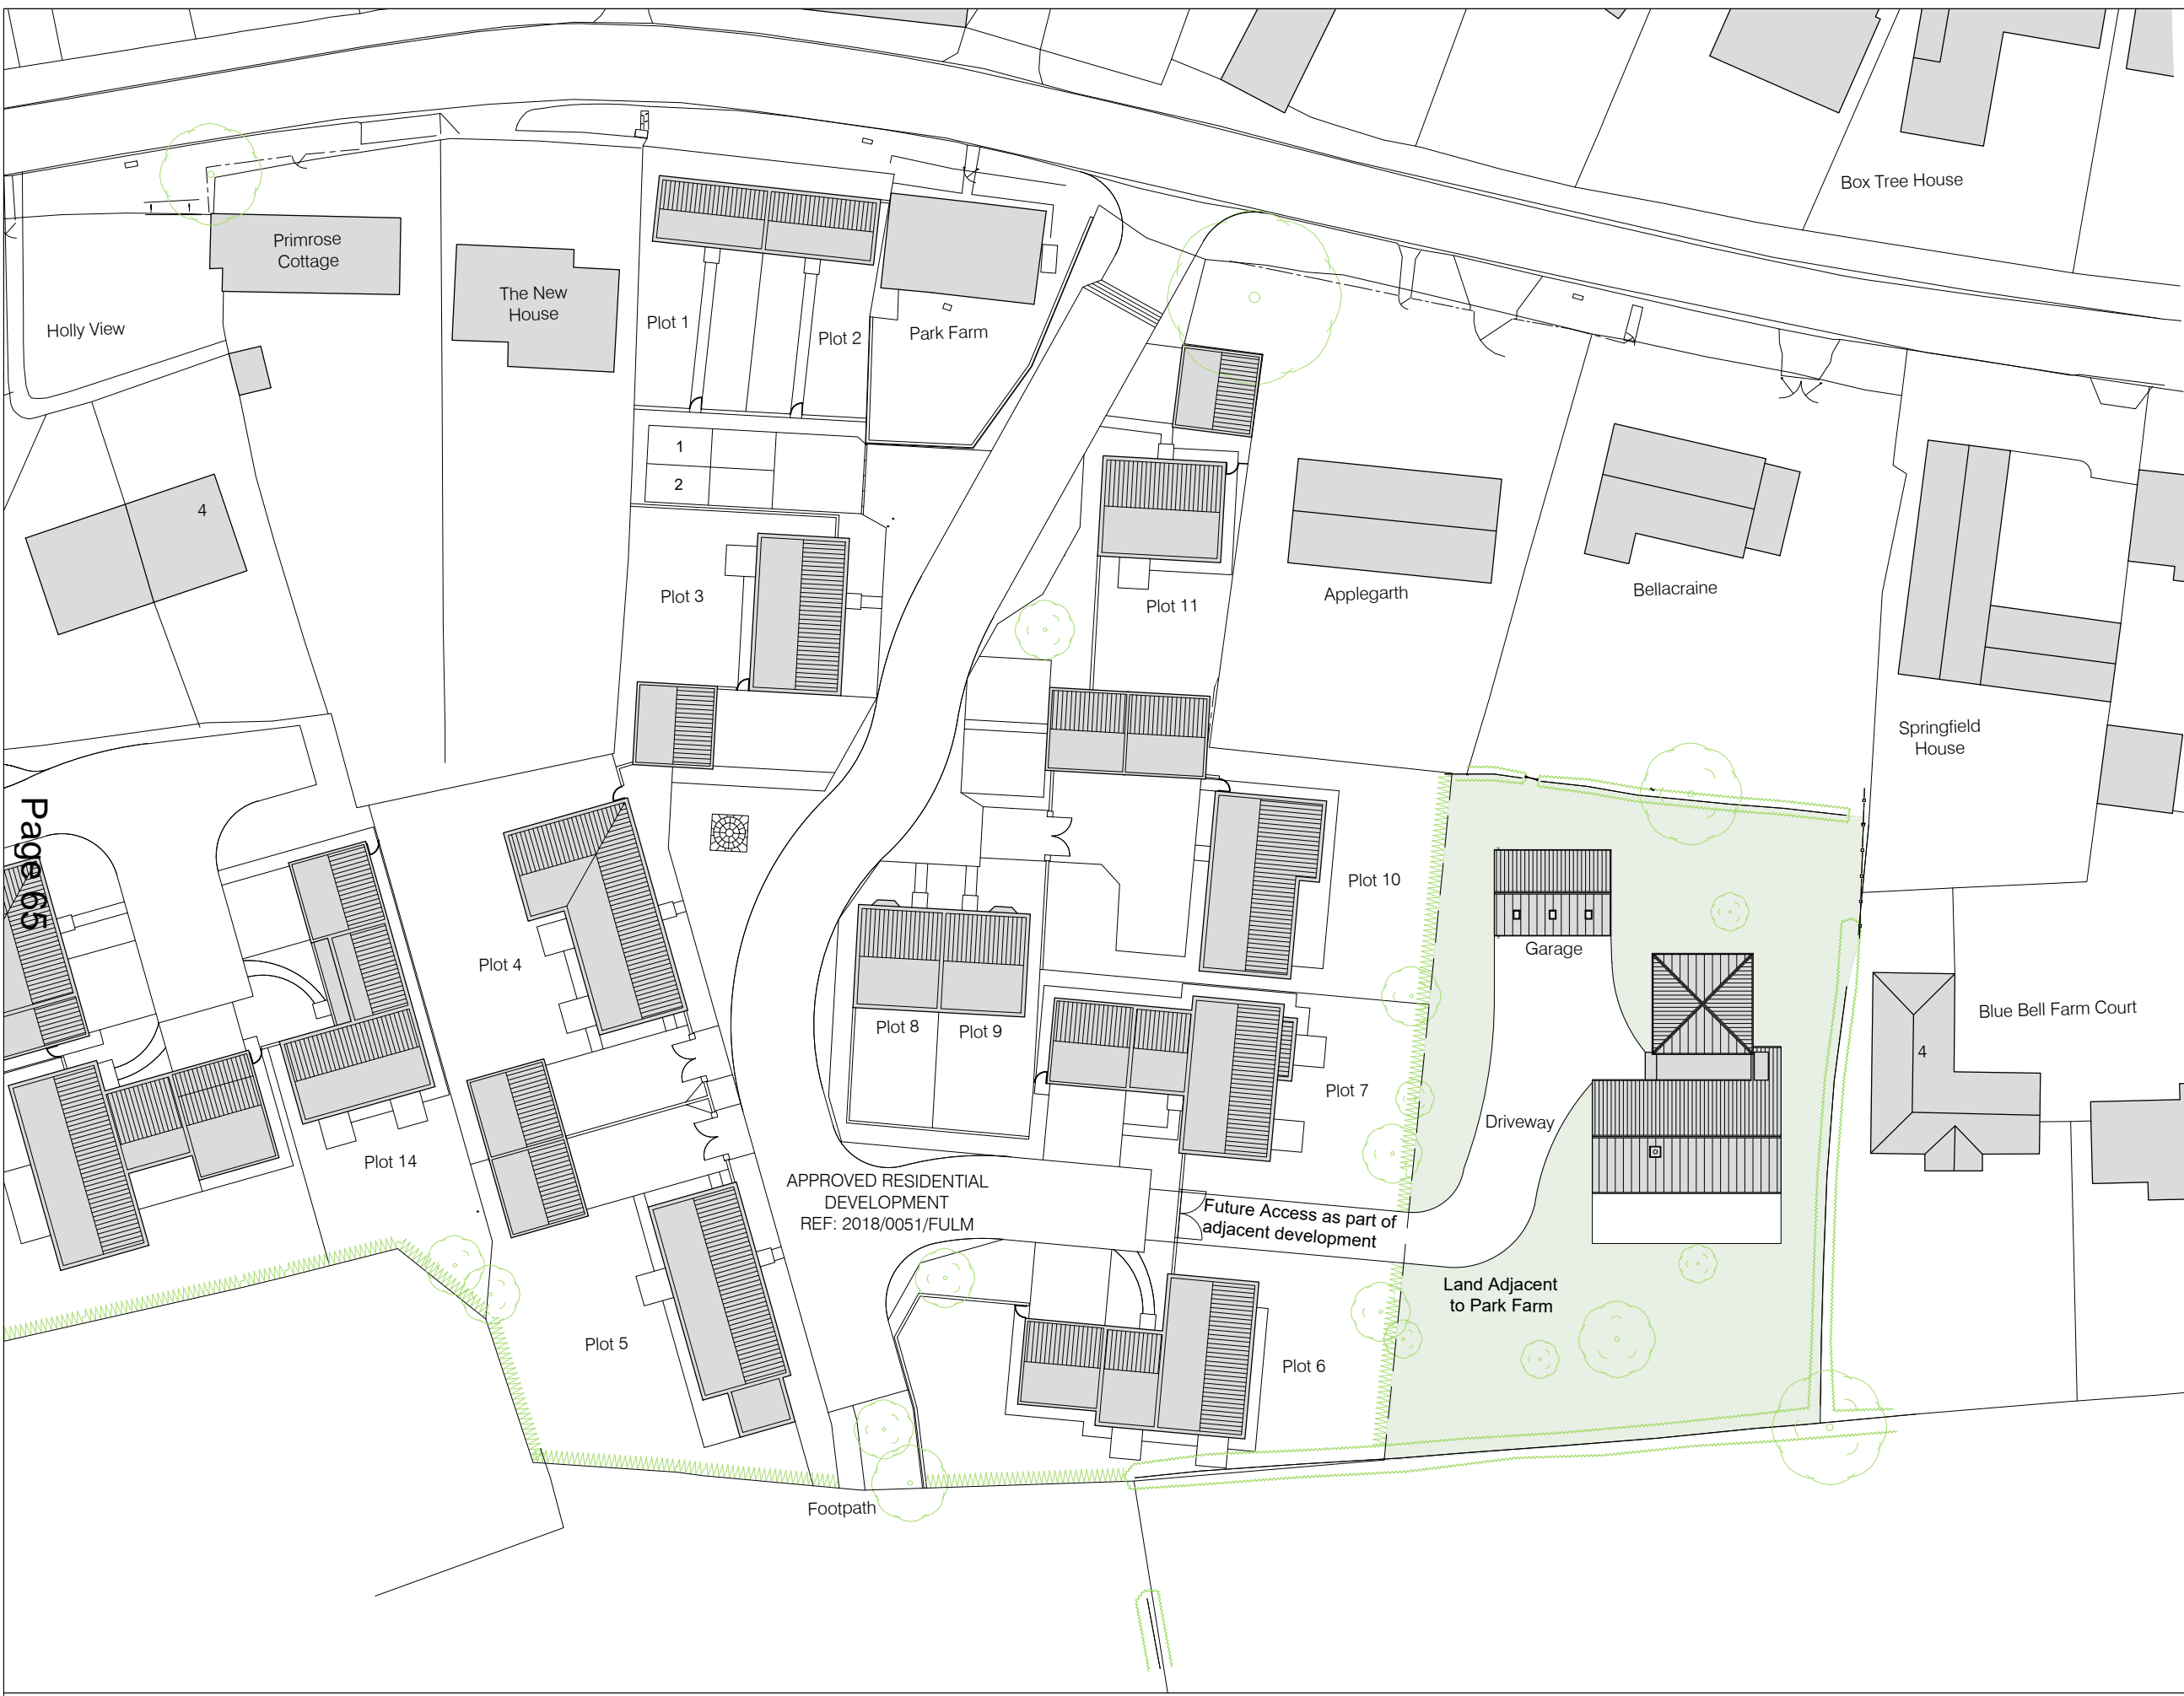 Box Tree House
Primrose
Cottage
The New
House
Holly View
Plot 1
Plot 2
Park Farm
1
2
4
Plot 3
Plot 11
Applegarth
Bellacraine
Springfield
House
Page 65
Plot 4
Plot 10
Garage
Plot 8
Plot 9
Blue Bell Farm Court
4
Plot 7
Driveway
Plot 14
APPROVED RESIDENTIAL
DEVELOPMENT
REF: 2018/0051/FULM
Future Access as part of
adjacent development
Land Adjacent
to Park Farm
Plot 5
Plot 6
Footpath